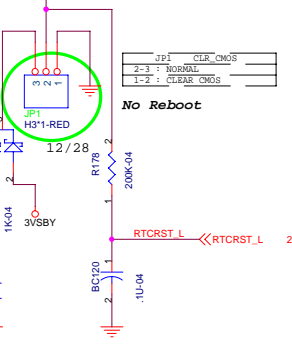 JP1 CLR_CMOS
2-3 : NORMAL
1-2 : CLEAR CMOS
No Reboot
3 2 1
JP1
H3*1-RED
12/28
2
R178
200K-04
1
2
1K-04
3VSBY
RTCRST_L
RTCRST_L
2
1
BC120
.1U-04
2